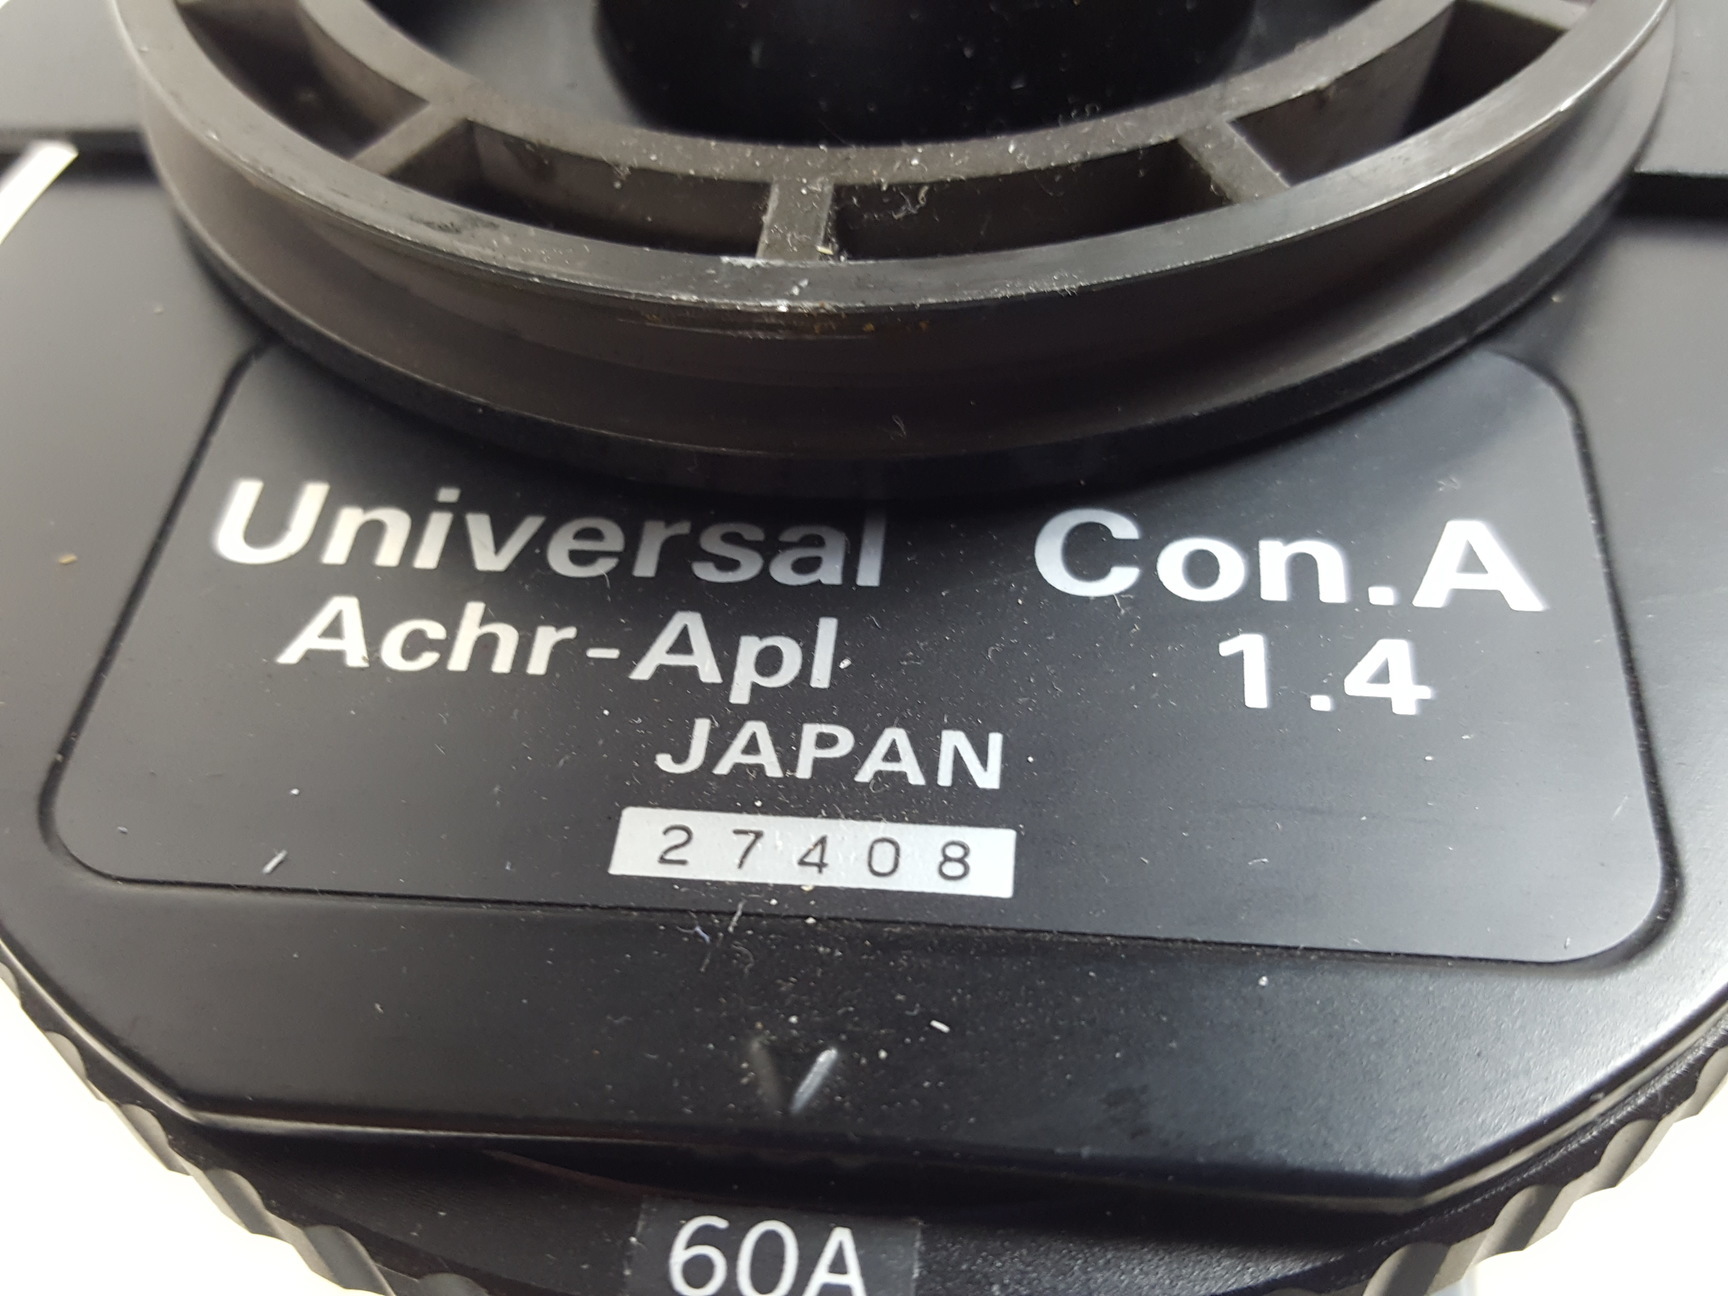 Universal Con.A
Achr-Apl. 1.4
JAPAN
27408
60A